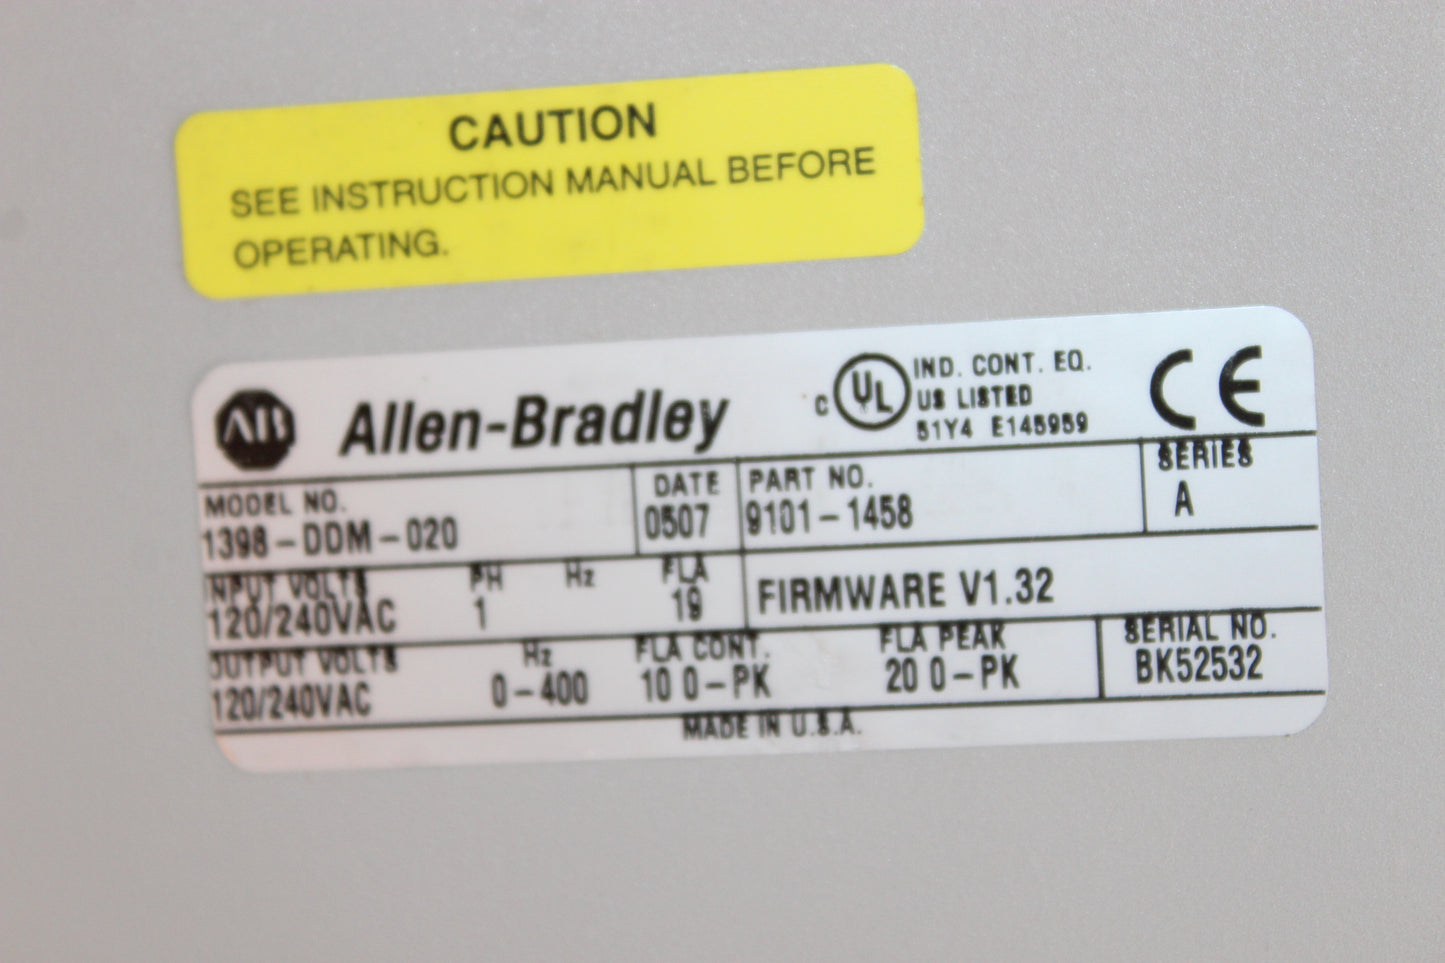 CAUTION
SEE INSTRUCTION MANUAL BEFORE
OPERATING.
AB Allen-Bradley
C UL IND. CONT. EQ.
US LISTED
51Y4 E145959
CE
MODEL NO. DATE PART NO. SERIES
1398-DDM-020 0507 9101-1458 A
INPUT VOLTS PH Hz FLA
120/240VAC 1 19 FIRMWARE V1.32
OUTPUT VOLTS Hz FLA CONT. FLA PEAK SERIAL NO.
120/240VAC 0-400 10 0-PK 20 0-PK BK52532
MADE IN U.S.A.